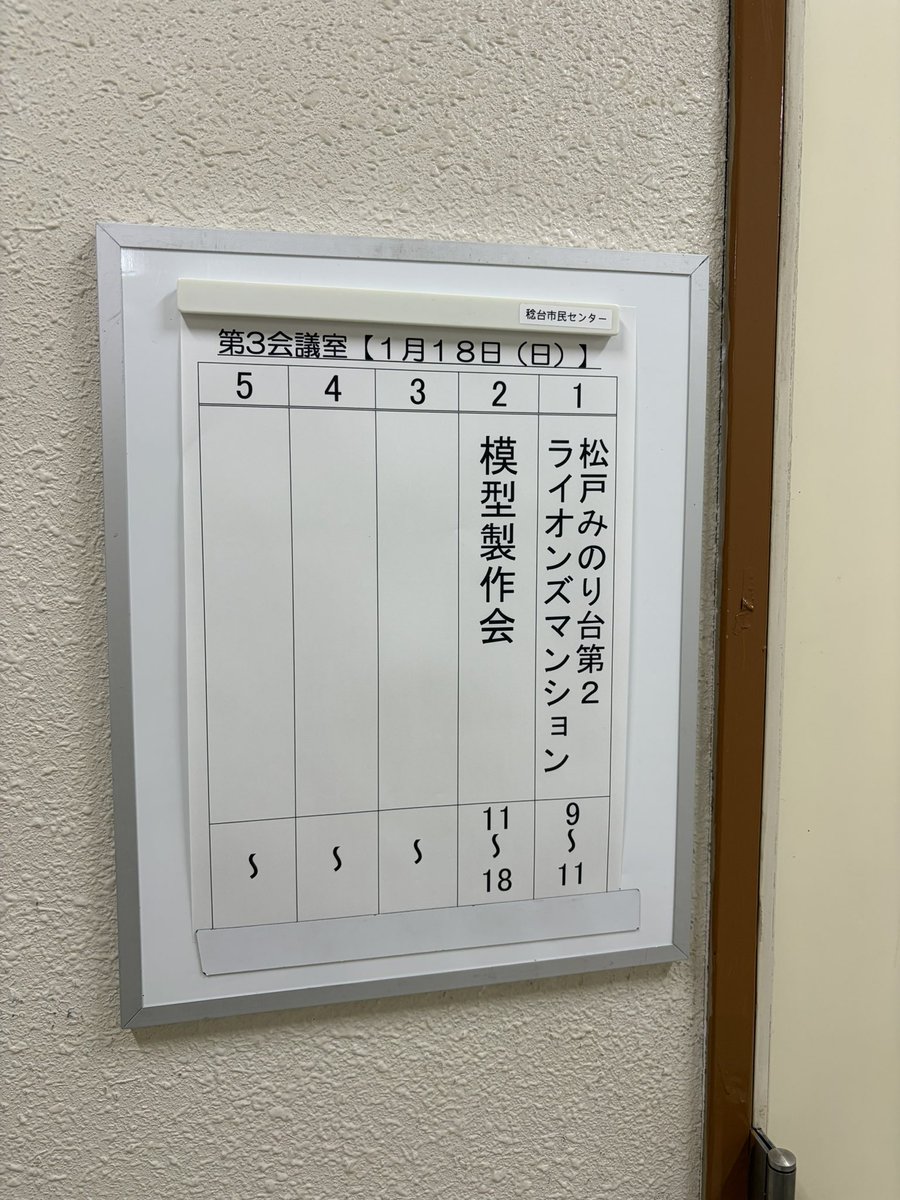 稔台市民センター
第3会議室【1月18日（日）】
5 4 3 2 1
松戸みのり台第2
ライオンズマンション
模型製作会
9〜11
11〜18
〜
〜
〜